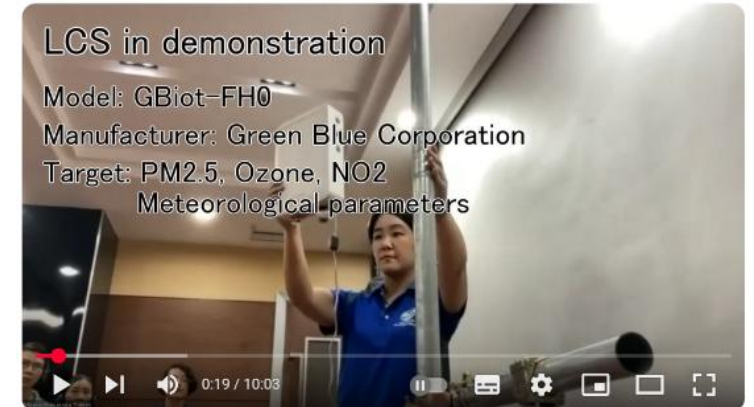 LCS in demonstration
Model: GBiot-FH0
Manufacturer: Green Blue Corporation
Target: PM2.5, Ozone, NO2
Meteorological parameters
0:19 / 10:03